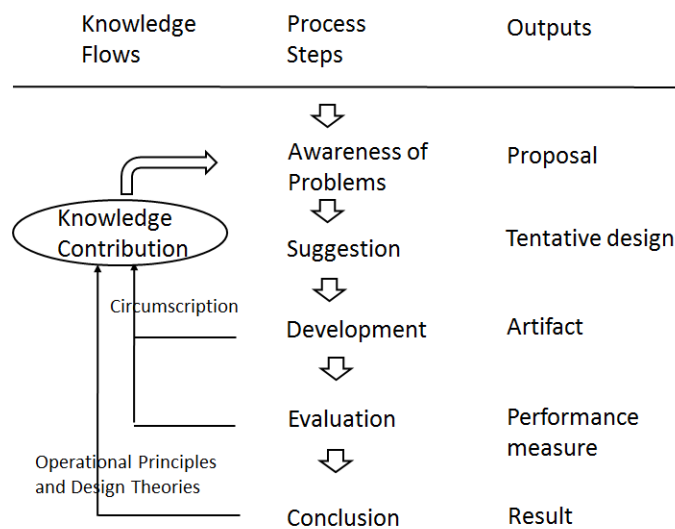 Knowledge
Flows
Process
Steps
Outputs
Awareness of
Problems
Proposal
Knowledge
Contribution
Suggestion
Tentative design
Circumscription
Development
Artifact
Evaluation
Performance
measure
Operational Principles
and Design Theories
Conclusion
Result